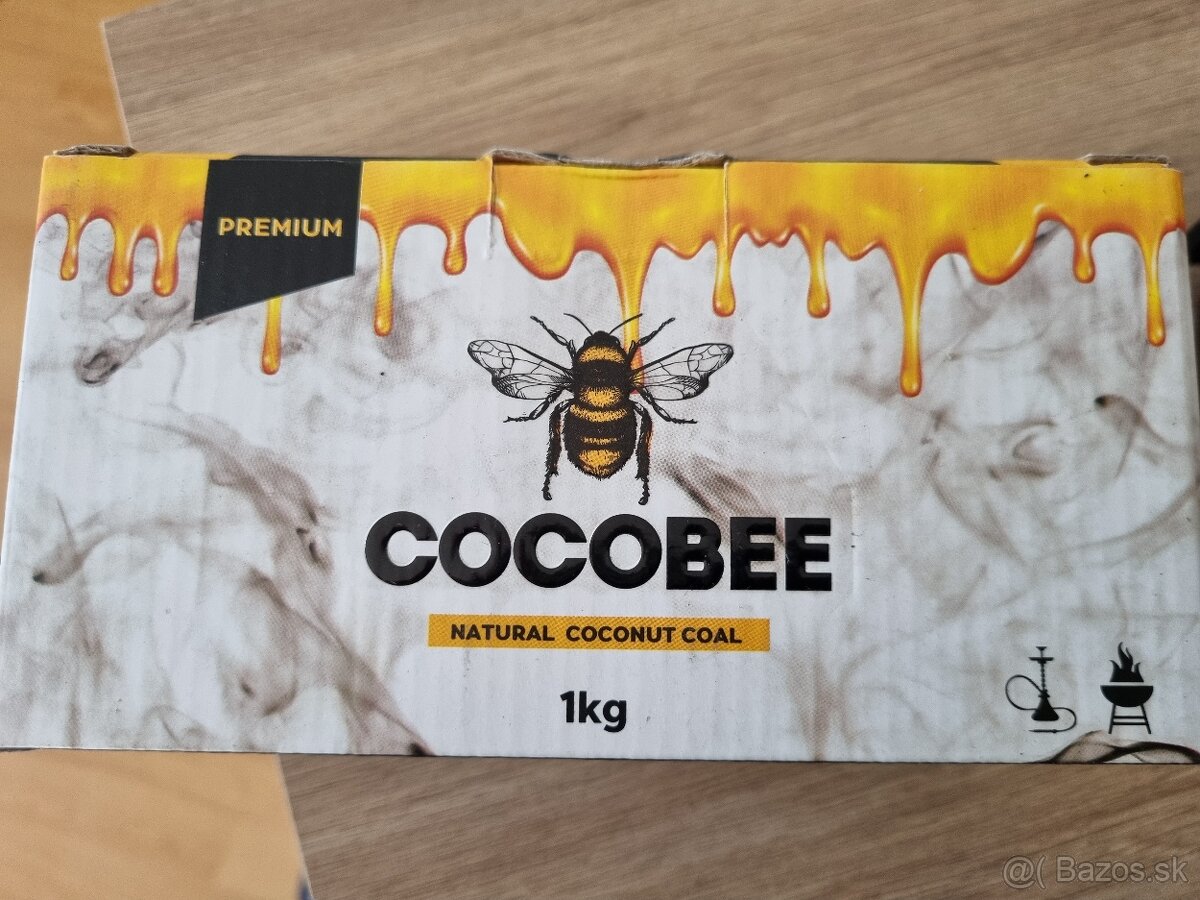 PREMIUM
COCOBEE
NATURAL COCONUT COAL
1kg
@( Bazos.sk